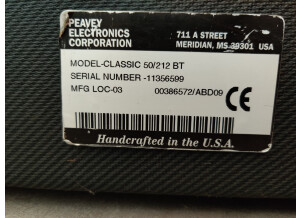 PEAVEY
ELECTRONICS
CORPORATION
711 A STREET
MERIDIAN, MS 39301 USA
MODEL-CLASSIC 50/212 BT
SERIAL NUMBER -11356599
MFG LOC-03 00386572/ABD09
CE
Handcrafted in the U.S.A.